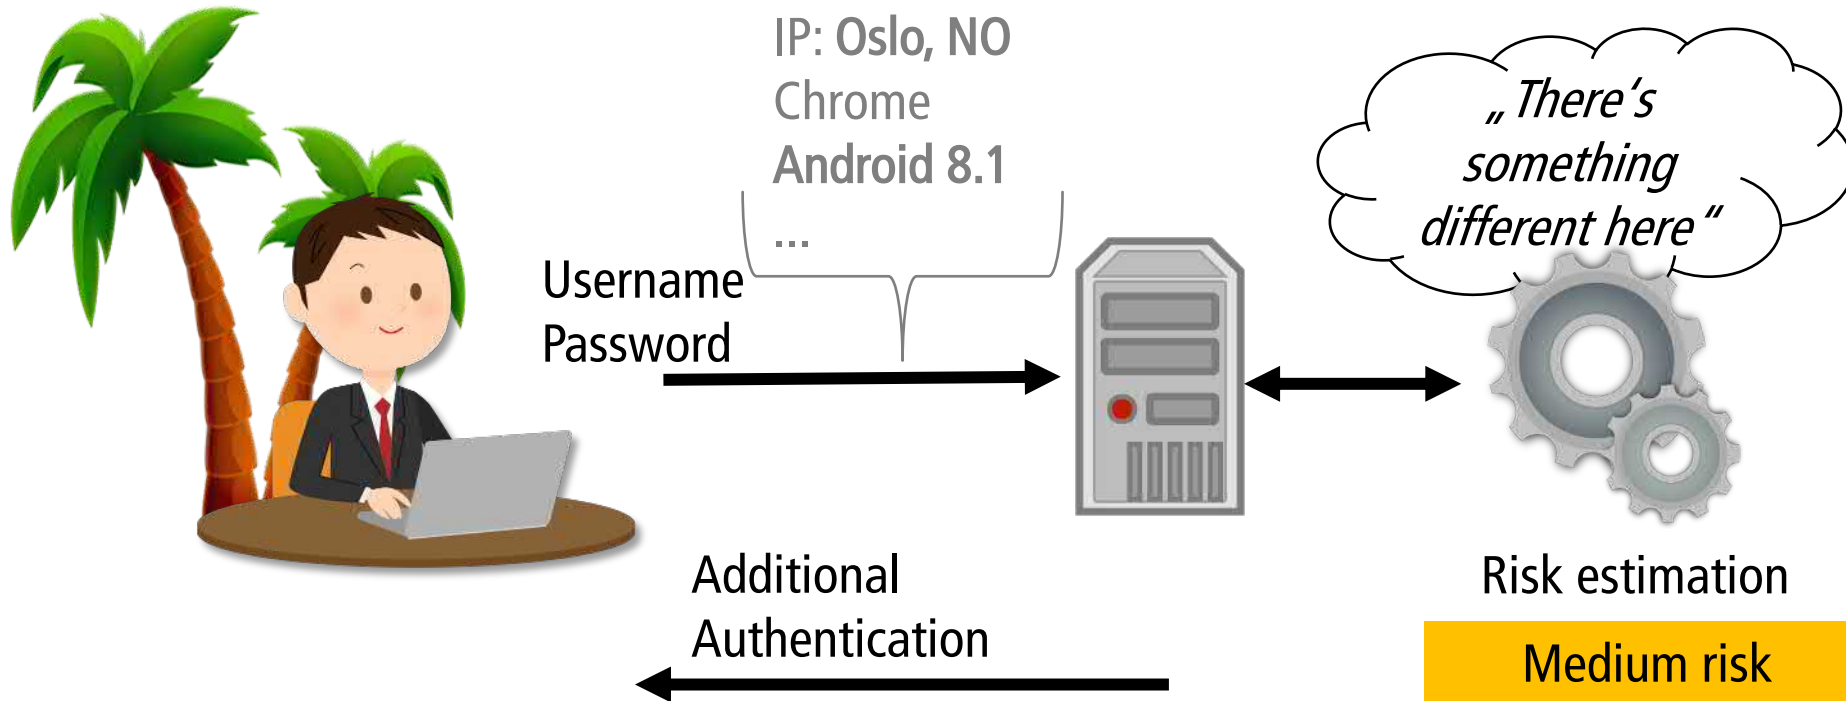 IP: Oslo, NO
Chrome
Android 8.1
...
„There‘s
something
different here“
Username
Password
Additional
Authentication
Risk estimation
Medium risk